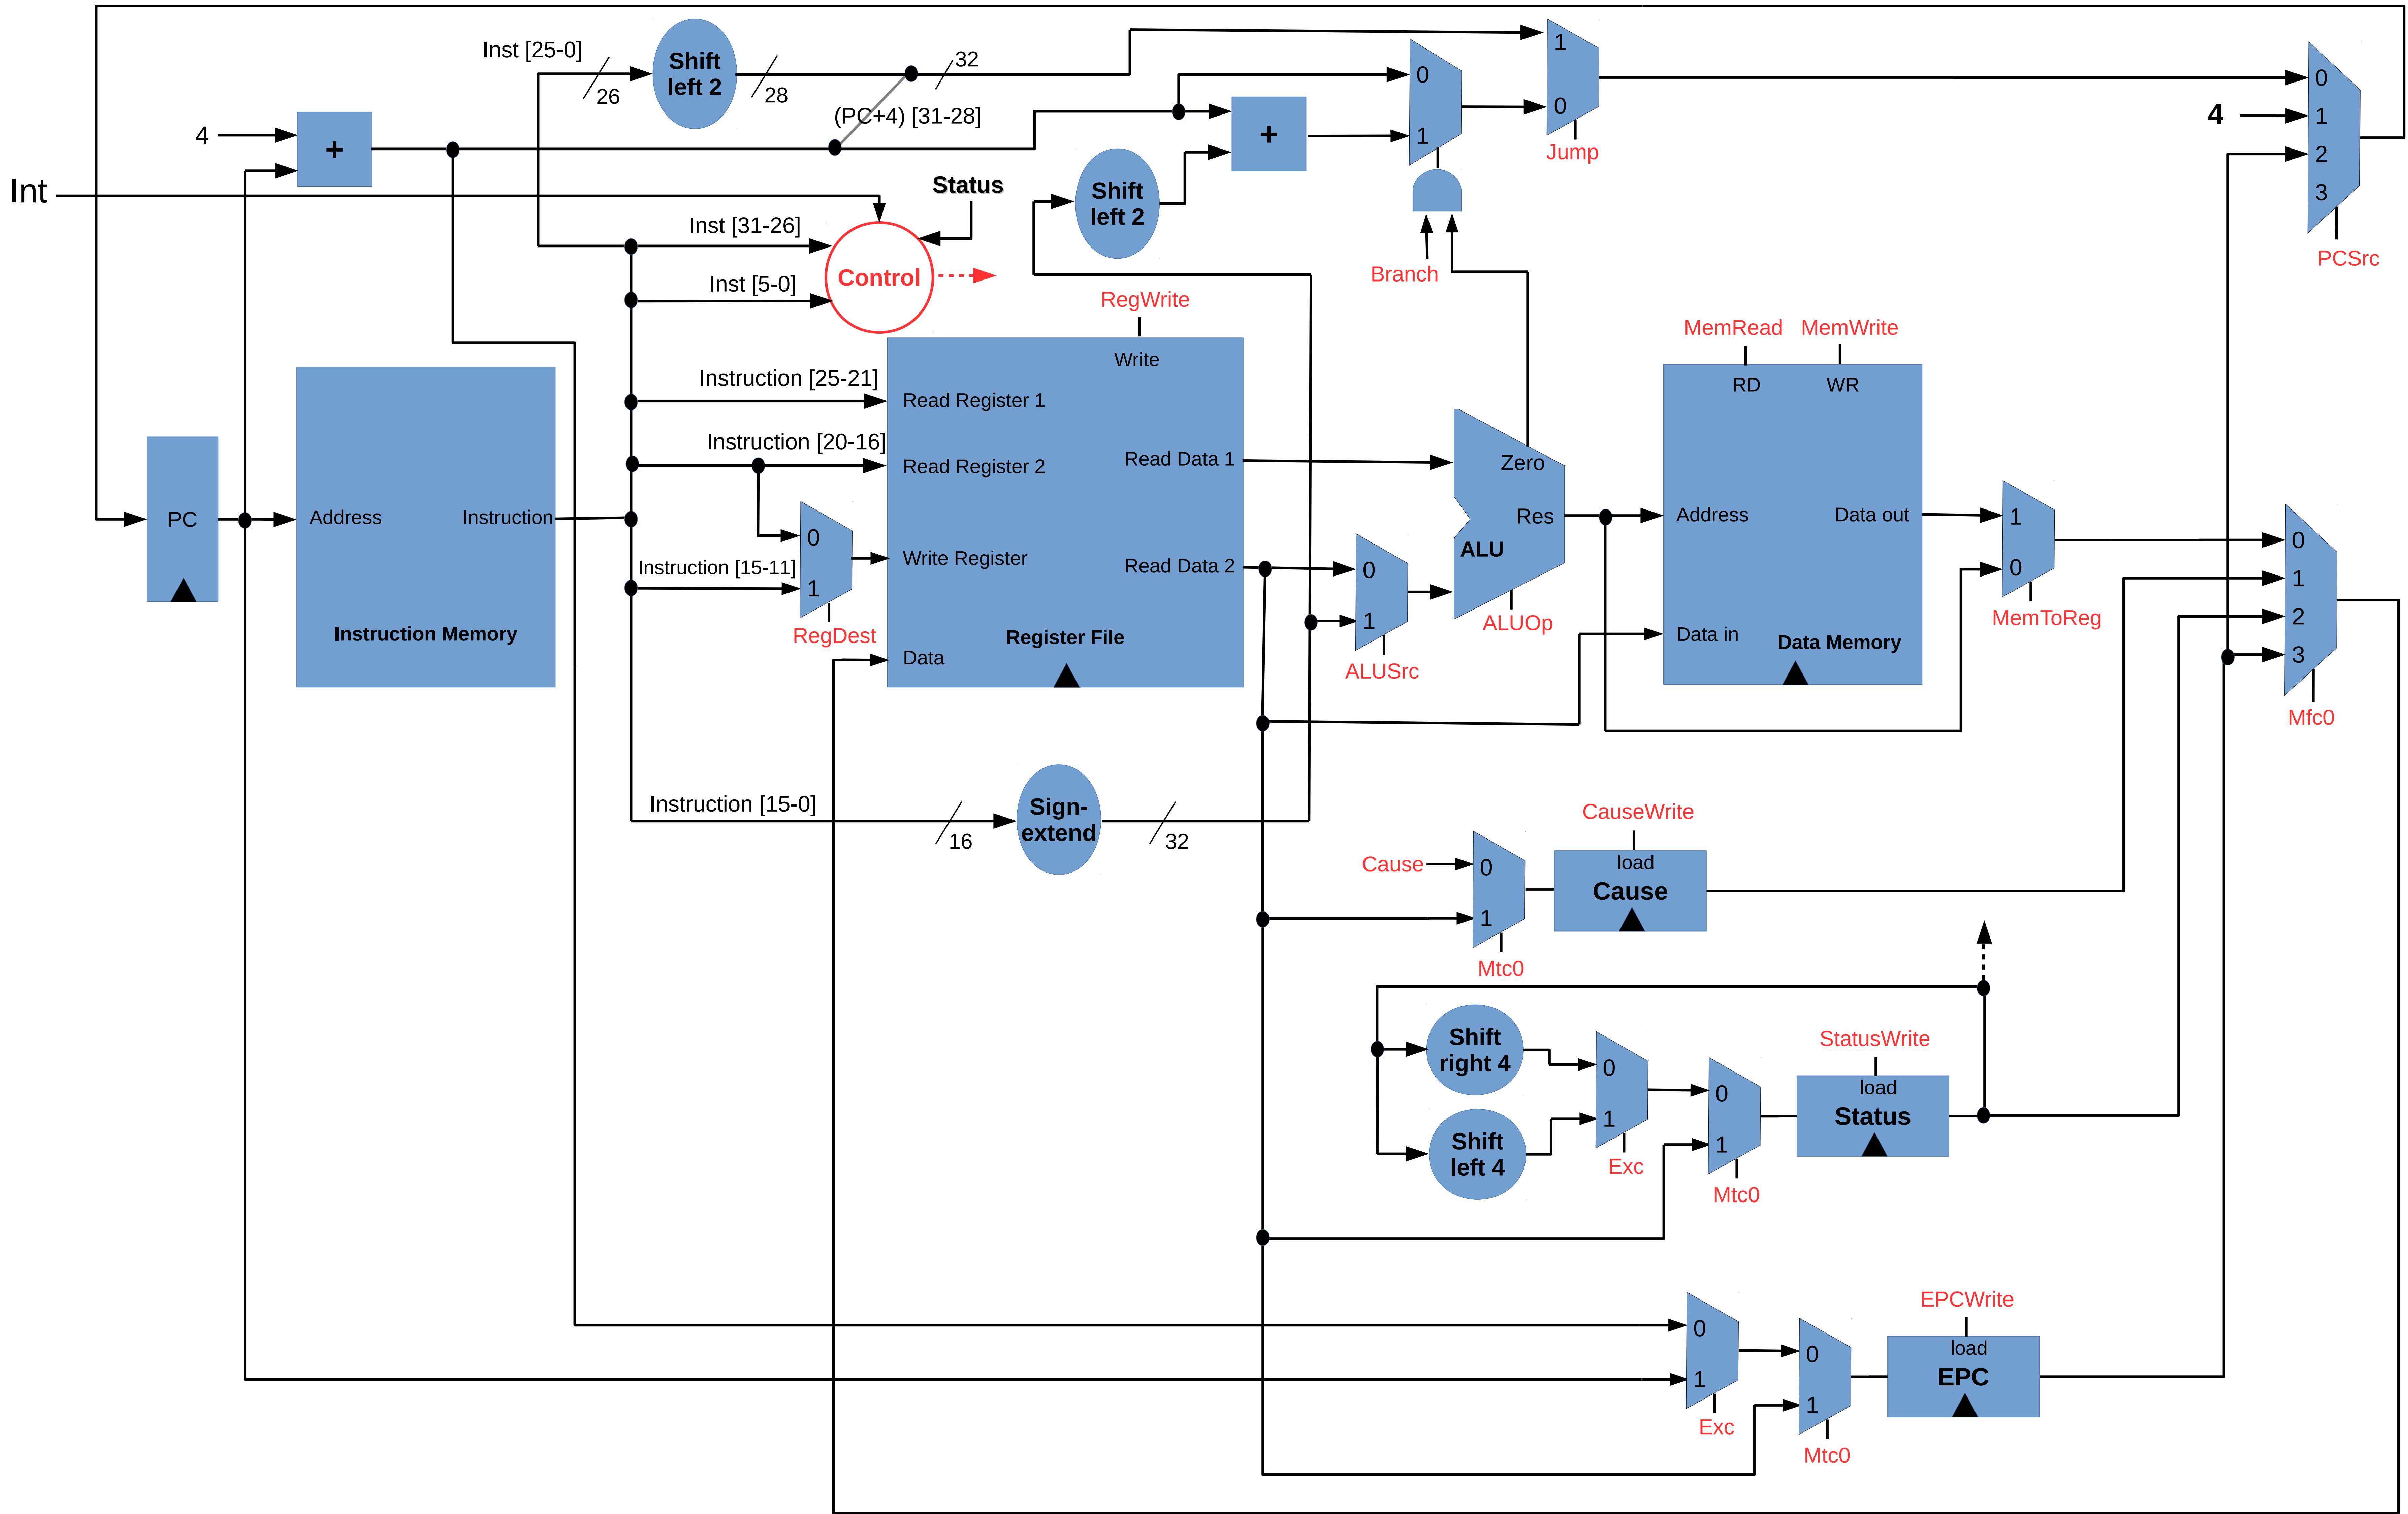 Inst [25-0]
26
Shift
left 2
28
32
(PC+4) [31-28]
4
+
Int
Status
Inst [31-26]
Inst [5-0]
Control
Shift
left 2
+
0
1
Branch
1
0
Jump
4
0
1
2
3
PCSrc
RegWrite
Write
Instruction [25-21]
Read Register 1
Instruction [20-16]
Read Register 2
Read Data 1
Instruction [15-11]
0
1
RegDest
Write Register
Read Data 2
Data
Register File
PC
Address
Instruction
Instruction Memory
0
1
ALUSrc
Zero
Res
ALU
ALUOp
MemRead
MemWrite
RD
WR
Address
Data out
Data in
Data Memory
1
0
MemToReg
0
1
2
3
Mfc0
Instruction [15-0]
16
Sign-
extend
32
CauseWrite
Cause
0
1
Mtc0
load
Cause
Shift
right 4
Shift
left 4
0
1
Exc
0
1
Mtc0
StatusWrite
load
Status
0
1
Exc
0
1
Mtc0
EPCWrite
load
EPC